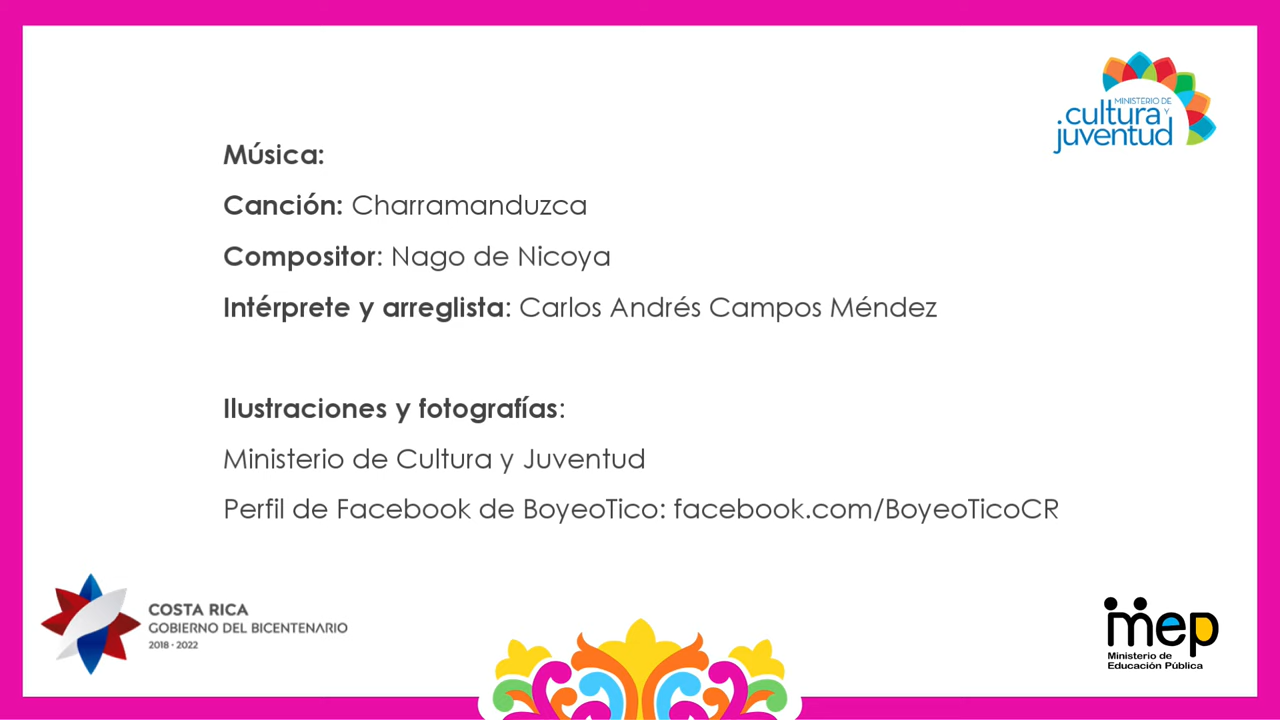 MINISTERIO DE
cultura y
juventud
Música:
Canción: Charramanduzca
Compositor: Nago de Nicoya
Intérprete y arreglista: Carlos Andrés Campos Méndez
Ilustraciones y fotografías:
Ministerio de Cultura y Juventud
Perfil de Facebook de BoyeoTico: facebook.com/BoyeoTicoCR
COSTA RICA
GOBIERNO DEL BICENTENARIO
2018 · 2022
mep
Ministerio de
Educación Pública